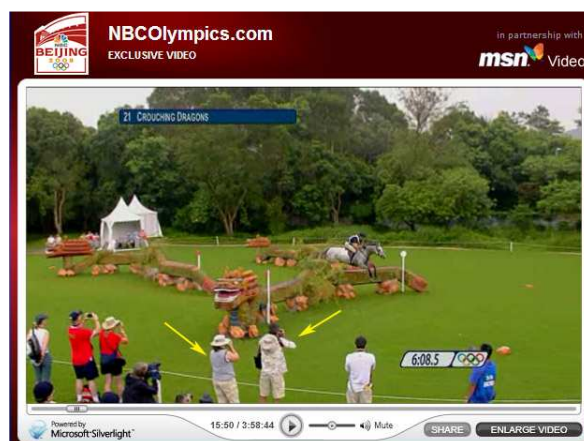 NBCOlympics.com
EXCLUSIVE VIDEO
in partnership with
msn Video
NBC
BEIJING
2008
21 CROUCHING DRAGONS
6:08.5
Powered by
Microsoft Silverlight
15:50 / 3:58:44
Mute
SHARE
ENLARGE VIDEO